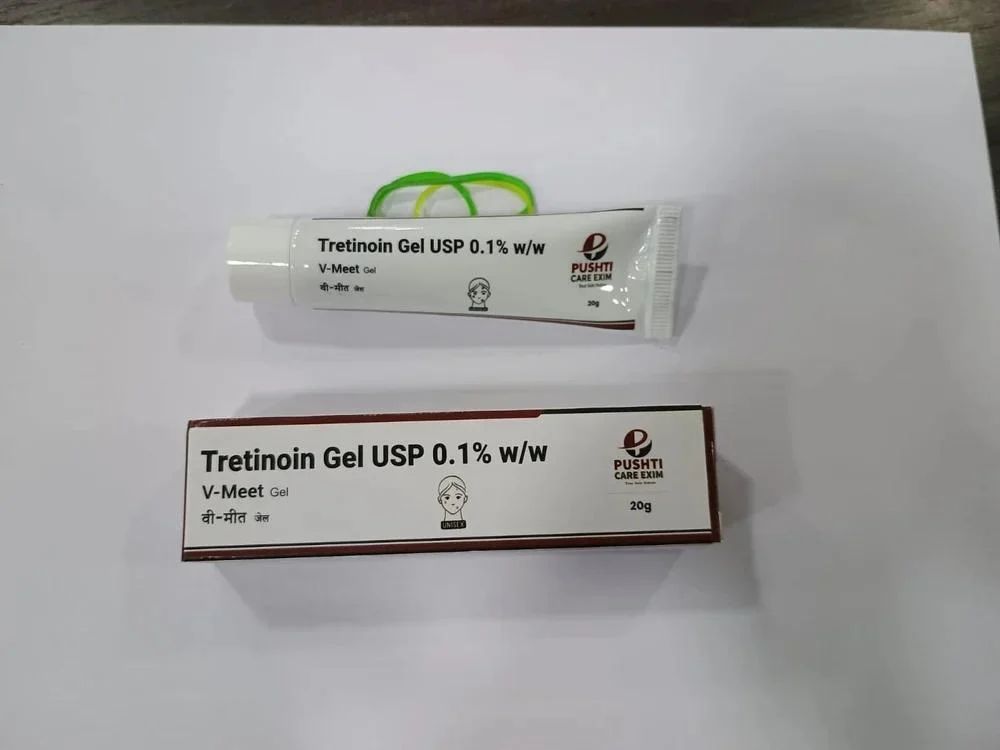 Tretinoin Gel USP 0.1% w/w
V-Meet Gel
वी-मीत जेल
PUSHTI
CARE EXIM
20g
Tretinoin Gel USP 0.1% w/w
V-Meet Gel
वी-मीत जेल
UNISEX
PUSHTI
CARE EXIM
20g